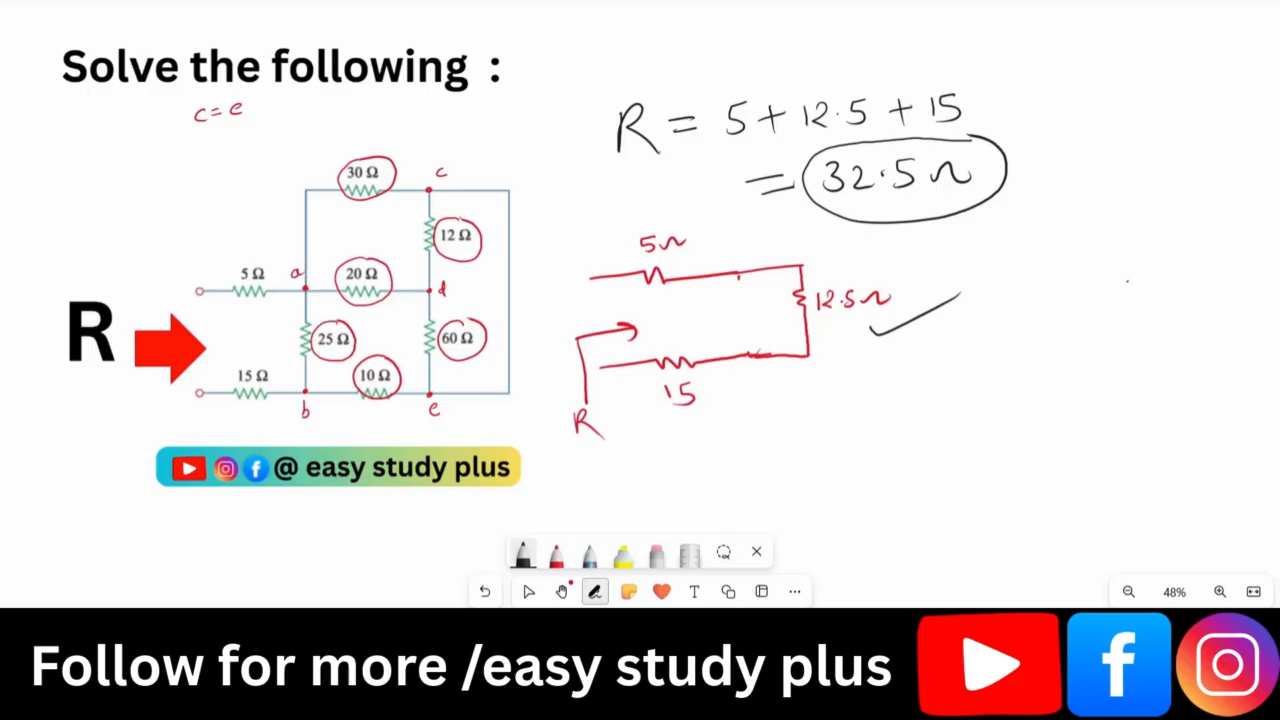 Solve the following :
c = e
R = 5 + 12.5 + 15
= 32.5 Ω
30 Ω
c
12 Ω
5 Ω
a
20 Ω
d
R
25 Ω
60 Ω
15 Ω
10 Ω
b
e
5Ω
12.5Ω
15
R
@ easy study plus
T
48%
Follow for more /easy study plus
f